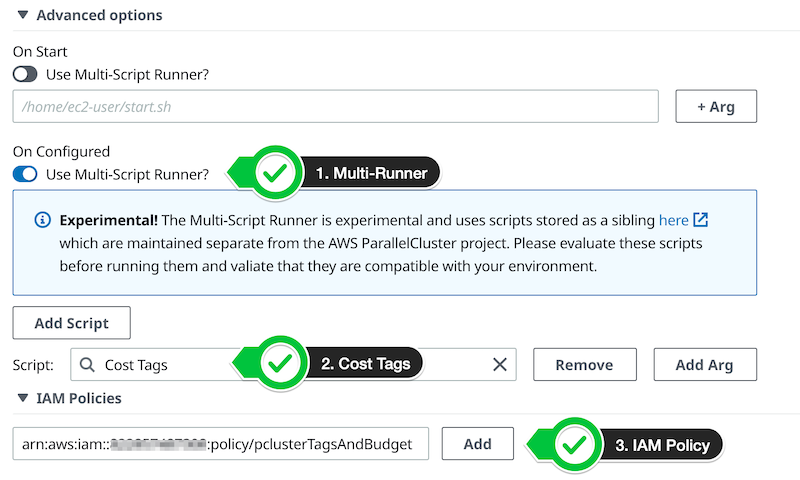 Advanced options
On Start
Use Multi-Script Runner?
/home/ec2-user/start.sh
+ Arg
On Configured
Use Multi-Script Runner?
1. Multi-Runner
Experimental! The Multi-Script Runner is experimental and uses scripts stored as a sibling here
which are maintained separate from the AWS ParallelCluster project. Please evaluate these scripts
before running them and valiate that they are compatible with your environment.
Add Script
Script:
Cost Tags
2. Cost Tags
Remove
Add Arg
IAM Policies
arn:aws:iam:: :policy/pclusterTagsAndBudget
Add
3. IAM Policy